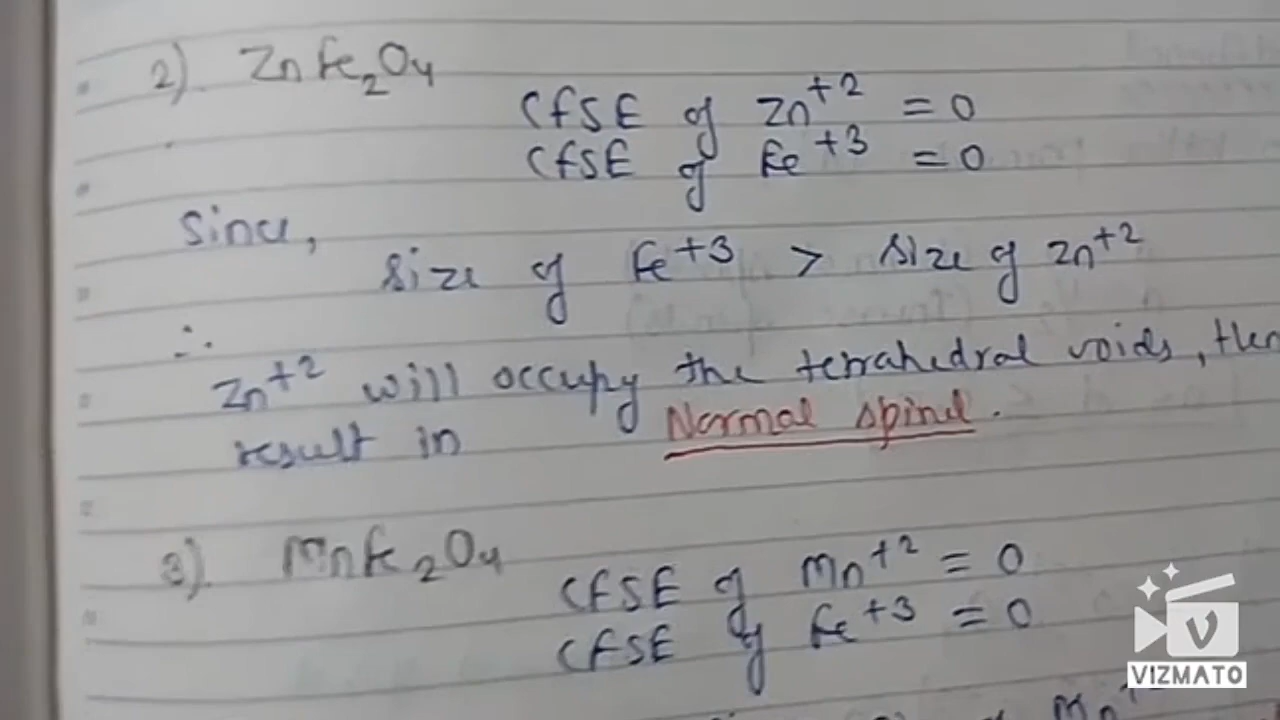 2). ZnFe₂O₄
CFSE of Zn⁺² = 0
CFSE of Fe⁺³ = 0
Since,
Size of Fe⁺³ > Size of Zn⁺²
∴
Zn⁺² will occupy the tetrahedral voids,
result in Normal spinel.
3). MnFe₂O₄
CFSE of Mn⁺² = 0
CFSE of Fe⁺³ = 0
V
VIZMATO